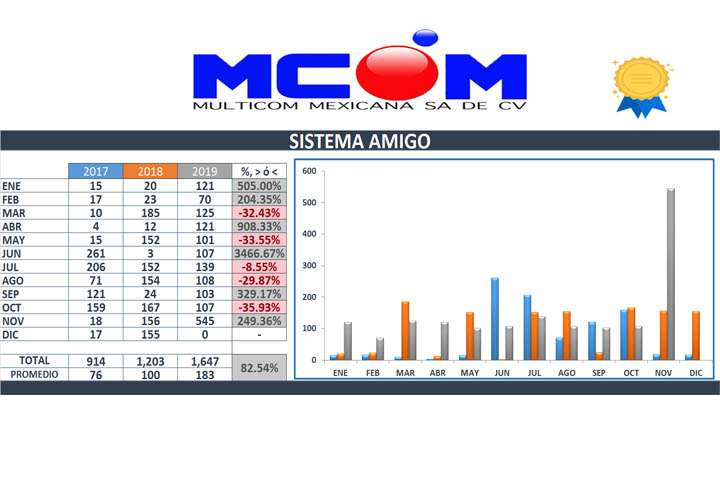 MCOM
MULTICOM MEXICANA SA DE CV
SISTEMA AMIGO
2017 2018 2019 %, > ó <
ENE 15 20 121 505.00%
FEB 17 23 70 204.35%
MAR 10 185 125 -32.43%
ABR 4 12 121 908.33%
MAY 15 152 101 -33.55%
JUN 261 3 107 3466.67%
JUL 206 152 139 -8.55%
AGO 71 154 108 -29.87%
SEP 121 24 103 329.17%
OCT 159 167 107 -35.93%
NOV 18 156 545 249.36%
DIC 17 155 0 -
TOTAL 914 1,203 1,647 82.54%
PROMEDIO 76 100 183
600
500
400
300
200
100
0
ENE FEB MAR ABR MAY JUN JUL AGO SEP OCT NOV DIC